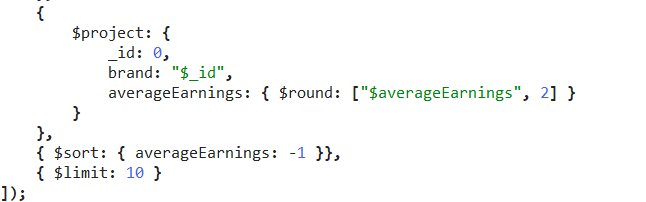 {
$project: {
_id: 0,
brand: "$_id",
averageEarnings: { $round: ["$averageEarnings", 2] }
}
},
{ $sort: { averageEarnings: -1 }},
{ $limit: 10 }
]);